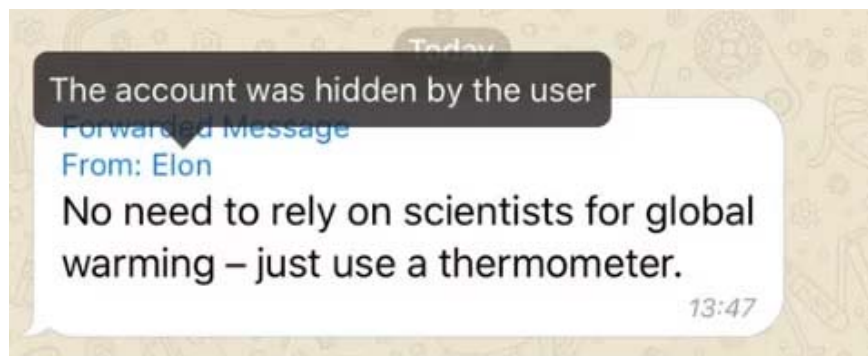 Today
The account was hidden by the user
Forwarded Message
From: Elon
No need to rely on scientists for global
warming – just use a thermometer.
13:47